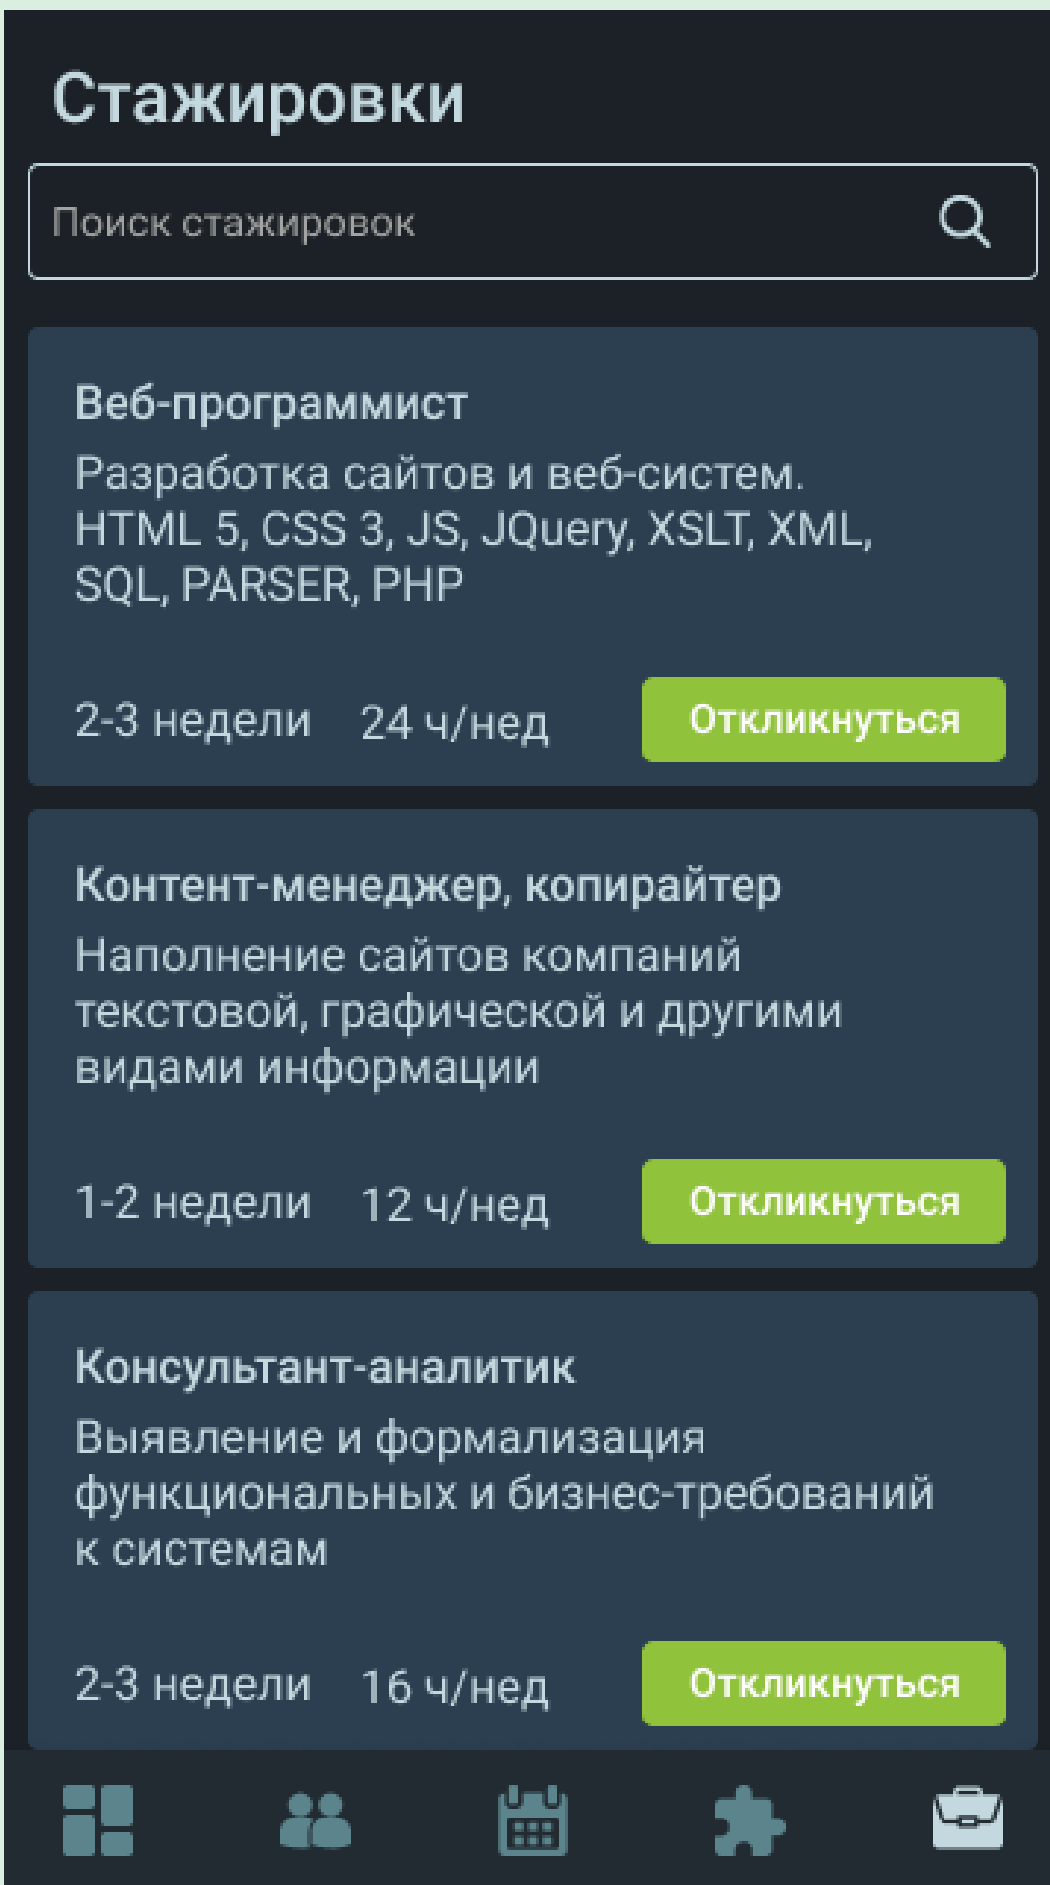 Стажировки
Поиск стажировок
Веб-программист
Разработка сайтов и веб-систем.
HTML 5, CSS 3, JS, JQuery, XSLT, XML,
SQL, PARSER, PHP
2-3 недели 24 ч/нед Откликнуться
Контент-менеджер, копирайтер
Наполнение сайтов компаний
текстовой, графической и другими
видами информации
1-2 недели 12 ч/нед Откликнуться
Консультант-аналитик
Выявление и формализация
функциональных и бизнес-требований
к системам
2-3 недели 16 ч/нед Откликнуться